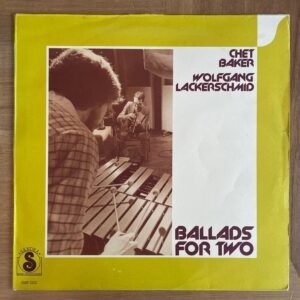 CHET
BAKER
WOLFGANG
LACKERSCHMID
BALLADS
FOR TWO